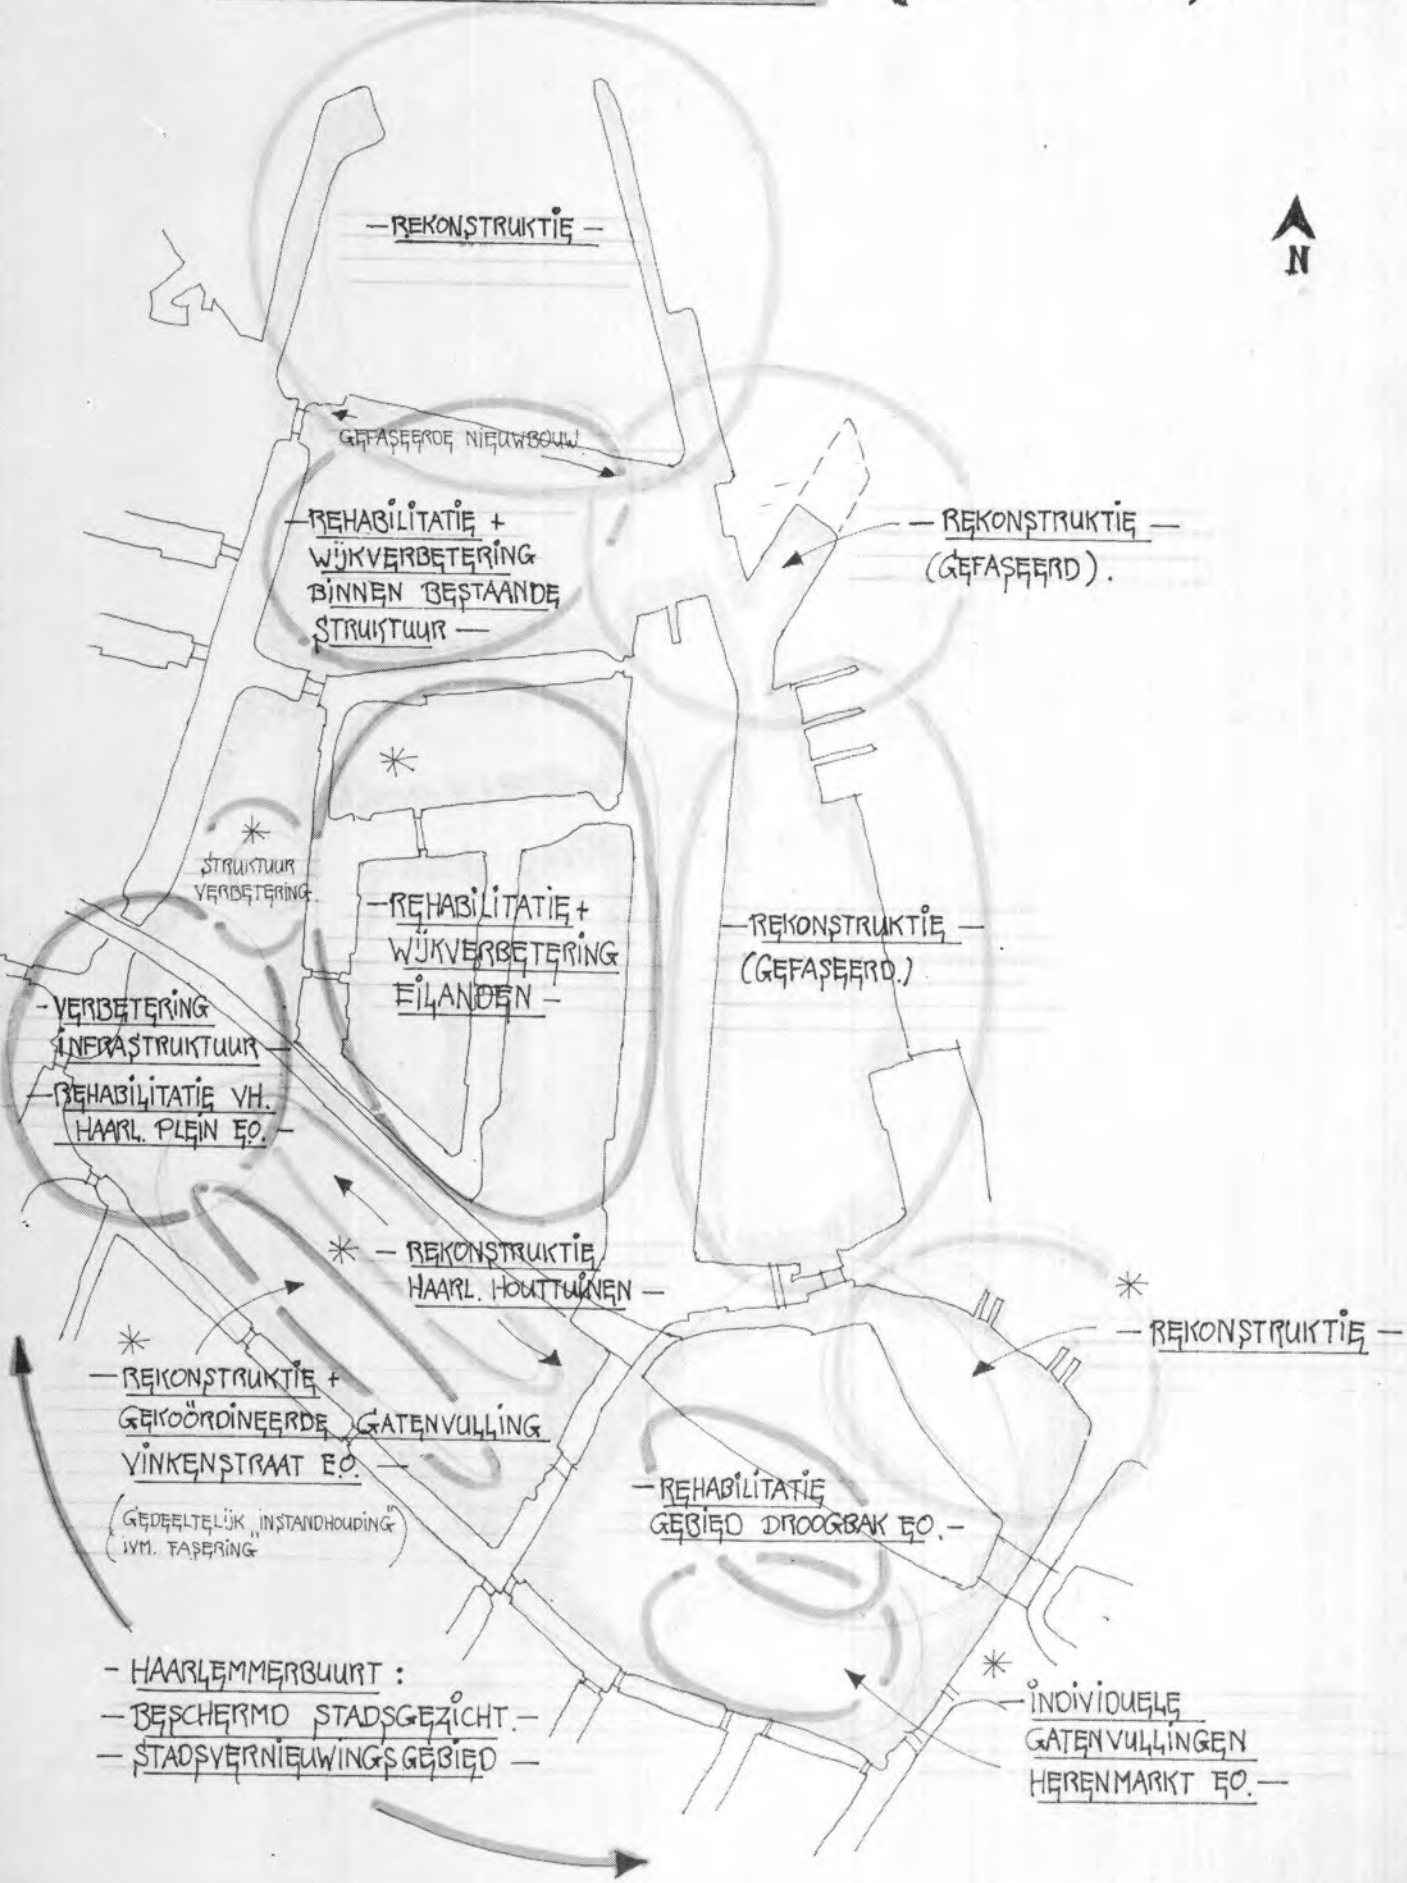 — REKONSTRUKTIE —
N
GEFASEERDE NIEUWBOUW.
— REHABILITATIE +
WIJKVERBETERING
BINNEN BESTAANDE
STRUKTUUR —
— REKONSTRUKTIE —
(GEFASEERD).
*
*
STRUKTUUR
VERBETERING.
— REHABILITATIE +
WIJKVERBETERING
EILANDEN —
— REKONSTRUKTIE —
(GEFASEERD.)
- VERBETERING
INFRASTRUKTUUR —
— REHABILITATIE VH.
HAARL. PLEIN E.O. —
* — REKONSTRUKTIE
HAARL. HOUTTUINEN —
*
— REKONSTRUKTIE —
*
— REKONSTRUKTIE +
GEKOÖRDINEERDE GATENVULLING
VINKENSTRAAT E.O. —
(GEDEELTELIJK „INSTANDHOUDING"
IVM. FASERING)
— REHABILITATIE
GEBIED DROOGBAK EO. —
- HAARLEMMERBUURT :
— BESCHERMD STADSGEZICHT. —
— STADSVERNIEUWINGSGEBIED —
*
— INDIVIDUELE
GATENVULLINGEN
HERENMARKT EO. —